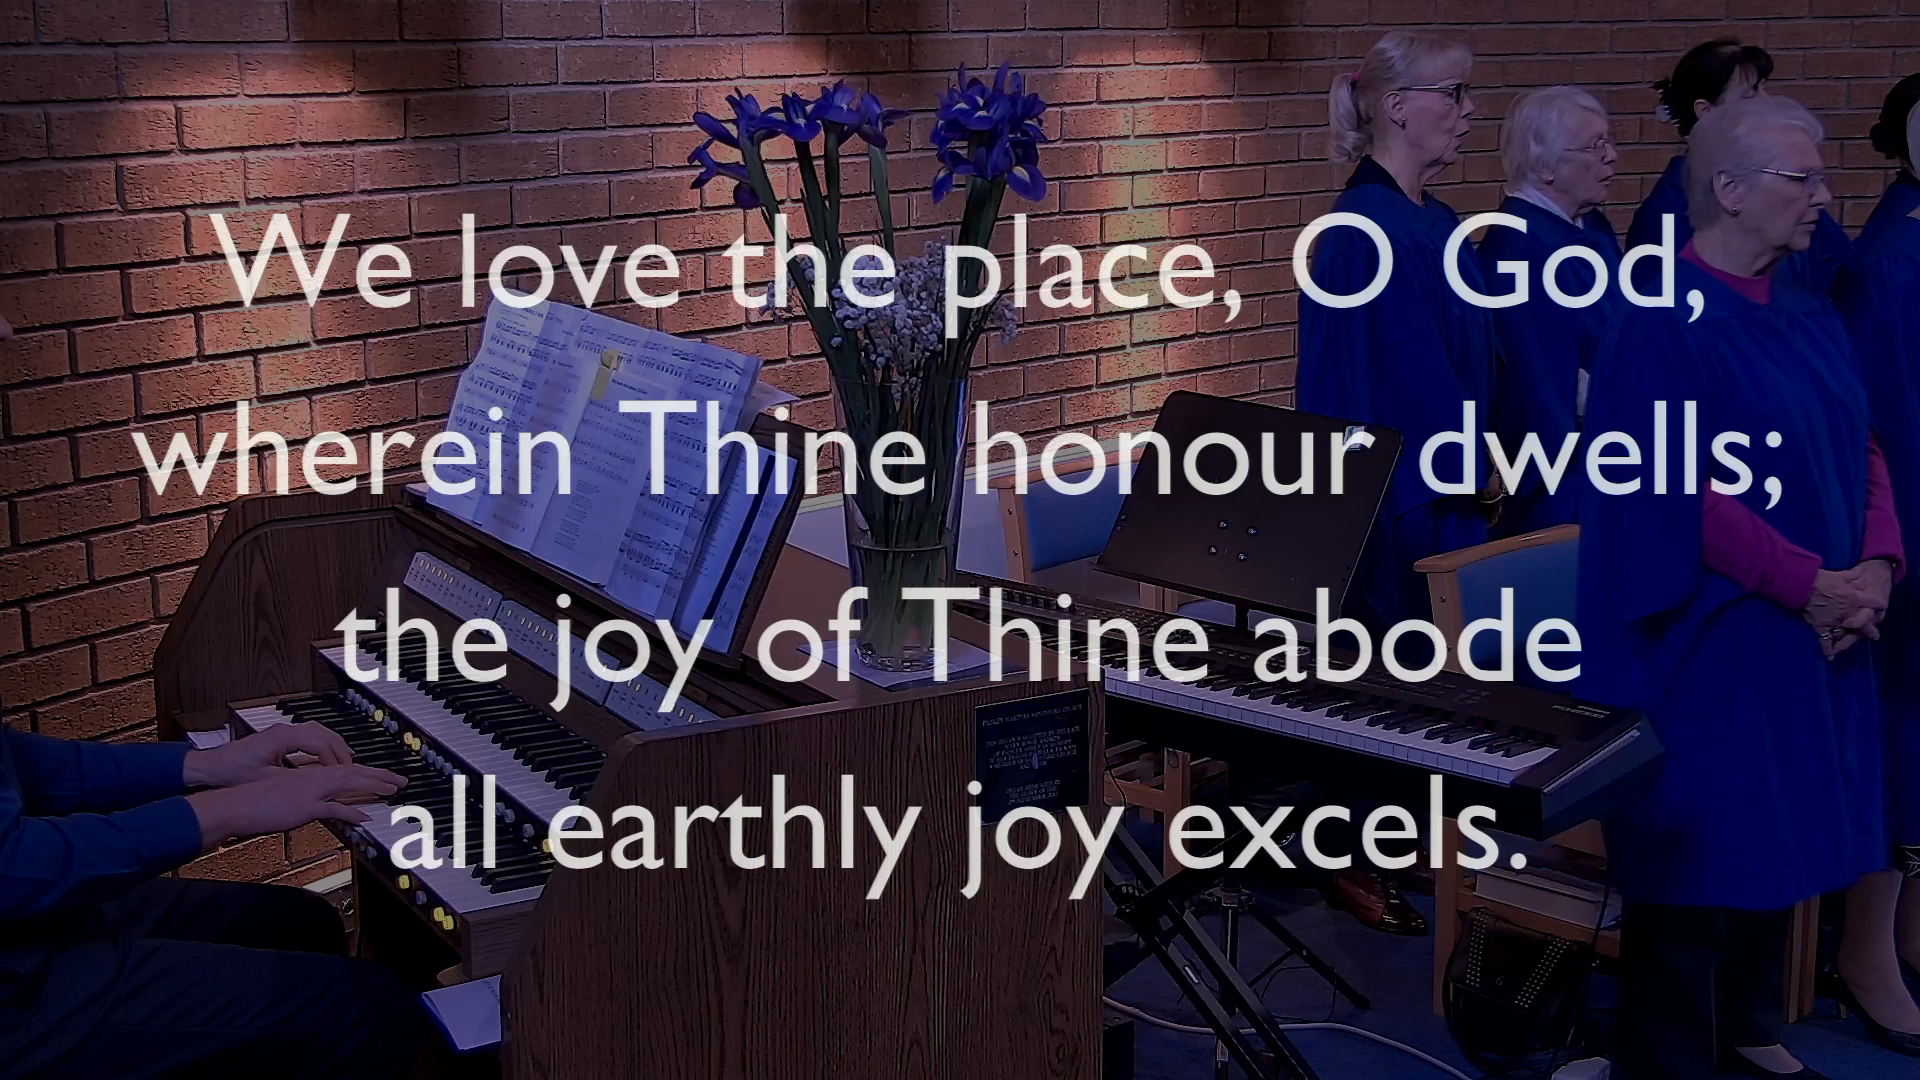 We love the place, O God,
wherein Thine honour dwells;
the joy of Thine abode
all earthly joy excels.